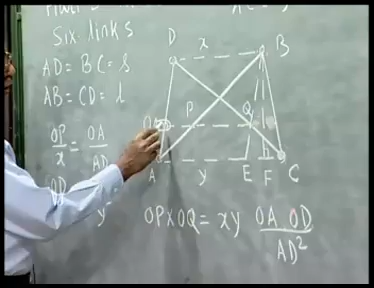 Six links
AD = BC = s
AB = CD = l
OP/x = OA/AD
OD
y
D x B
P Q
A y E F C
OP X OQ = xy OA OD / AD²